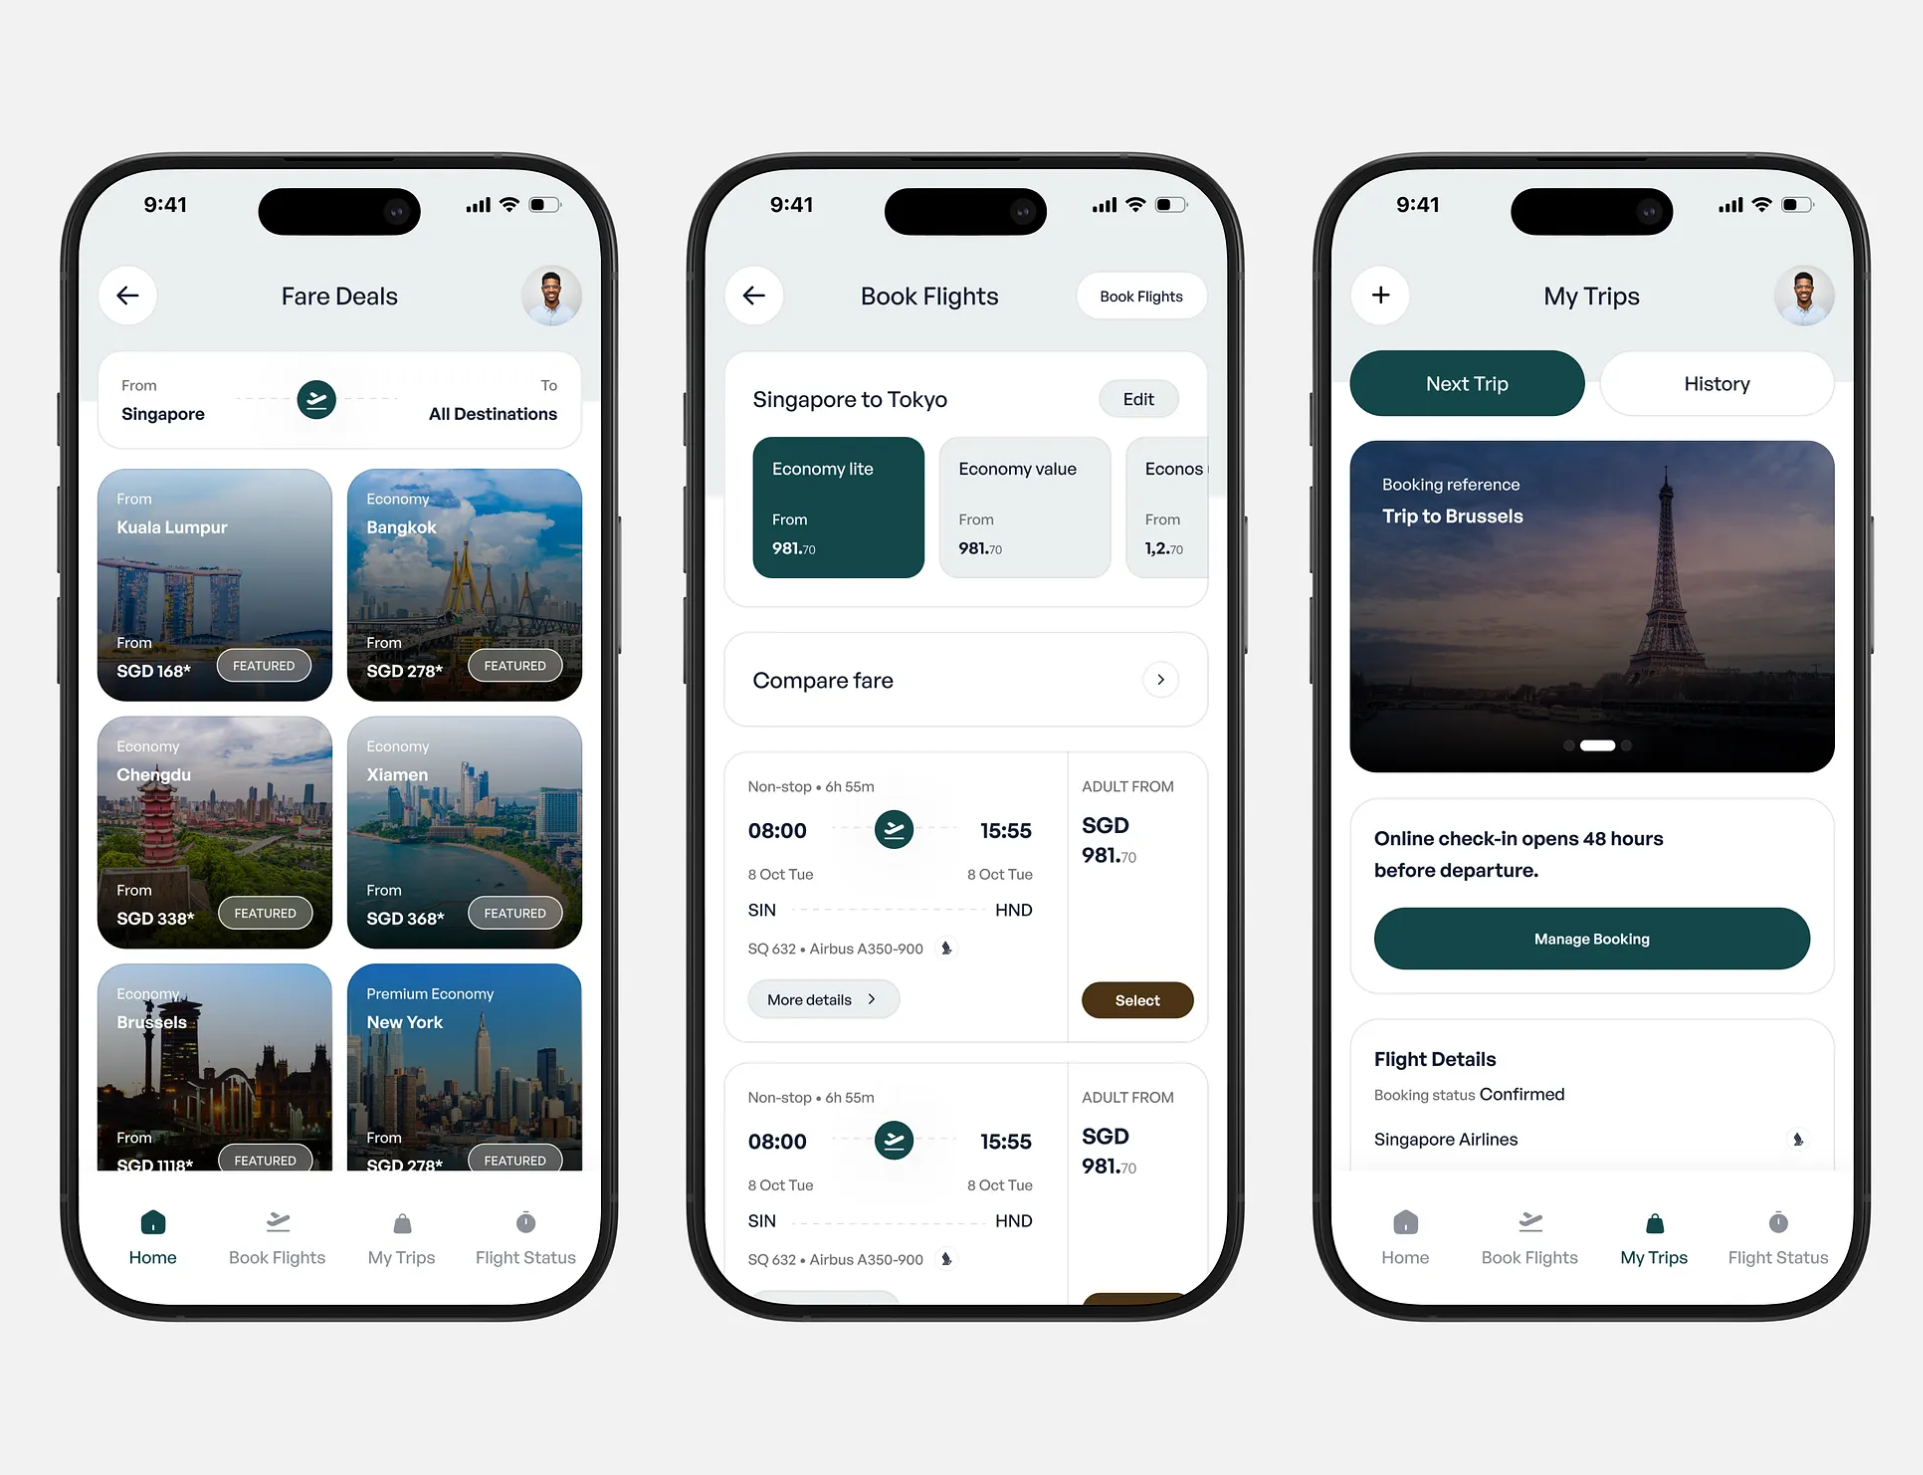 9:41
Fare Deals
From
To
Singapore
All Destinations
From
Kuala Lumpur
From
SGD 168*
FEATURED
Economy
Bangkok
From
SGD 278*
FEATURED
Economy
Chengdu
From
SGD 338*
FEATURED
Economy
Xiamen
From
SGD 368*
FEATURED
Economy
Brussels
From
SGD 1118*
FEATURED
Premium Economy
New York
From
SGD 278*
FEATURED
Home
Book Flights
My Trips
Flight Status
9:41
Book Flights
Book Flights
Singapore to Tokyo
Edit
Economy lite
From
981.70
Economy value
From
981.70
Econos
From
1,2.70
Compare fare
Non-stop • 6h 55m
08:00
15:55
8 Oct Tue
8 Oct Tue
SIN
HND
SQ 632 • Airbus A350-900
More details
ADULT FROM
SGD
981.70
Select
Non-stop • 6h 55m
08:00
15:55
8 Oct Tue
8 Oct Tue
SIN
HND
SQ 632 • Airbus A350-900
ADULT FROM
SGD
981.70
9:41
My Trips
Next Trip
History
Booking reference
Trip to Brussels
Online check-in opens 48 hours
before departure.
Manage Booking
Flight Details
Booking status Confirmed
Singapore Airlines
Home
Book Flights
My Trips
Flight Status